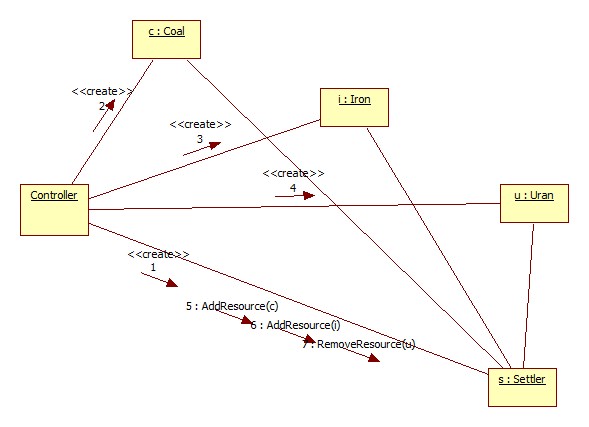 c : Coal
<<create>>
2
i : Iron
<<create>>
3
<<create>>
4
Controller
u : Uran
<<create>>
1
5 : AddResource(c)
6 : AddResource(i)
7 : RemoveResource(u)
s : Settler